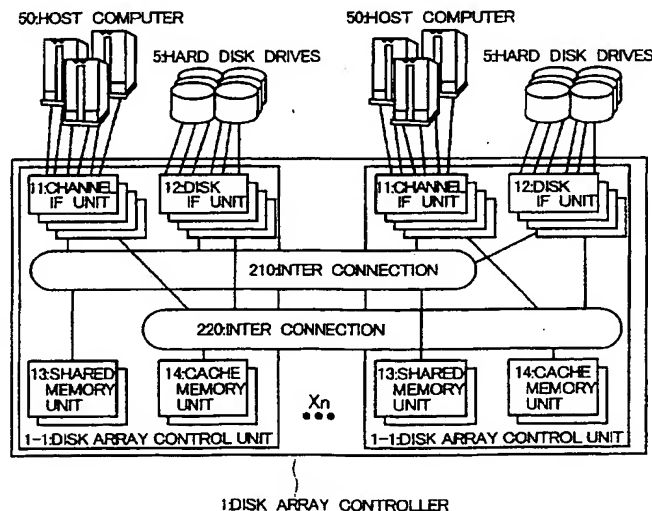 50:HOST COMPUTER
5:HARD DISK DRIVES
50:HOST COMPUTER
5:HARD DISK DRIVES
11:CHANNEL
IF UNIT
12:DISK
IF UNIT
11:CHANNEL
IF UNIT
12:DISK
IF UNIT
210:INTER CONNECTION
220:INTER CONNECTION
13:SHARED
MEMORY
UNIT
14:CACHE
MEMORY
UNIT
Xn
•••
13:SHARED
MEMORY
UNIT
14:CACHE
MEMORY
UNIT
1-1:DISK ARRAY CONTROL UNIT
1-1:DISK ARRAY CONTROL UNIT
1:DISK ARRAY CONTROLLER